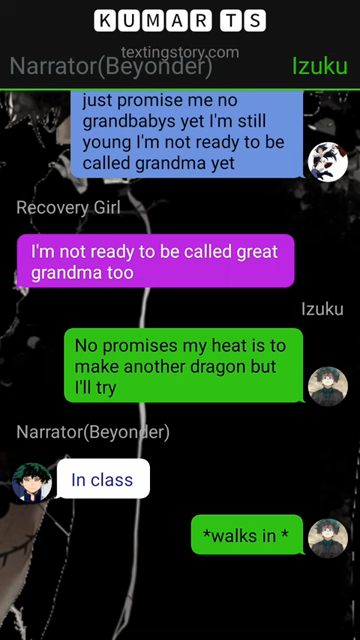 KUMAR TS
textingstory.com
Narrator(Beyonder)
Izuku
just promise me no
grandbabys yet I'm still
young I'm not ready to be
called grandma yet
Recovery Girl
I'm not ready to be called great
grandma too
Izuku
No promises my heat is to
make another dragon but
I'll try
Narrator(Beyonder)
In class
*walks in *